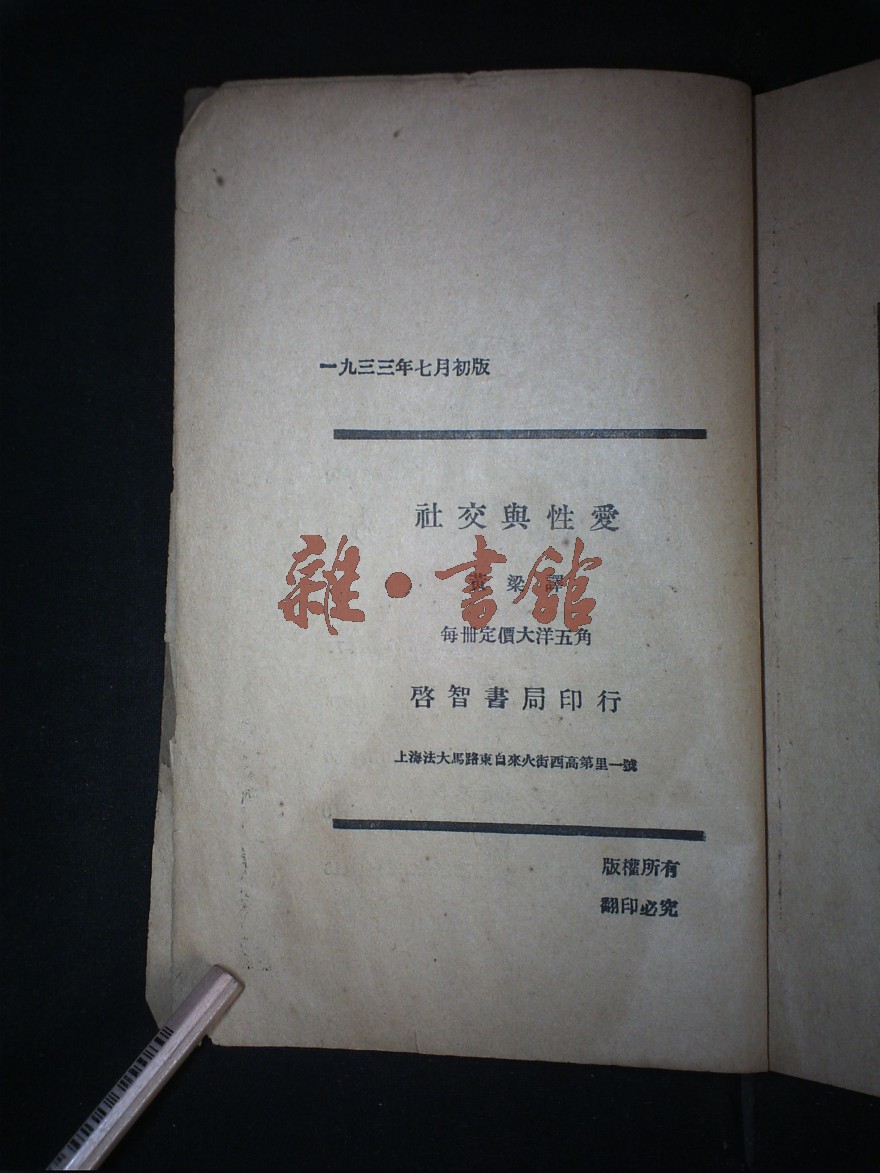 一九三三年七月初版
社交與性愛
雜·書館
黃梁譯
每冊定價大洋五角
啓智書局印行
上海法大馬路東自來火街西高第里一號
版權所有
翻印必究